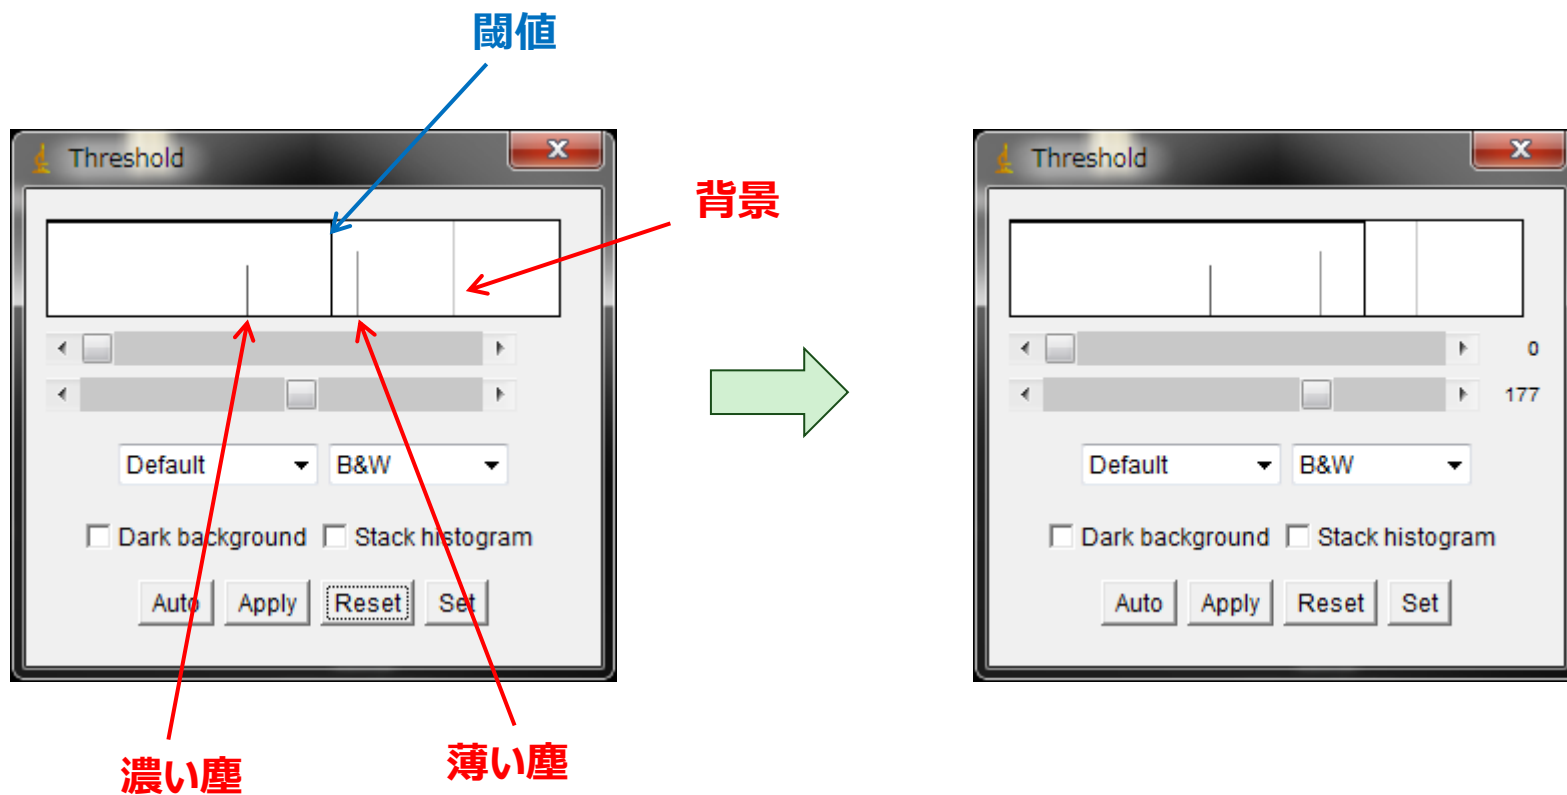 閾値
Threshold
背景
Default
B&W
Dark background
Stack histogram
Auto
Apply
Reset
Set
濃い塵
薄い塵
Threshold
0
177
Default
B&W
Dark background
Stack histogram
Auto
Apply
Reset
Set